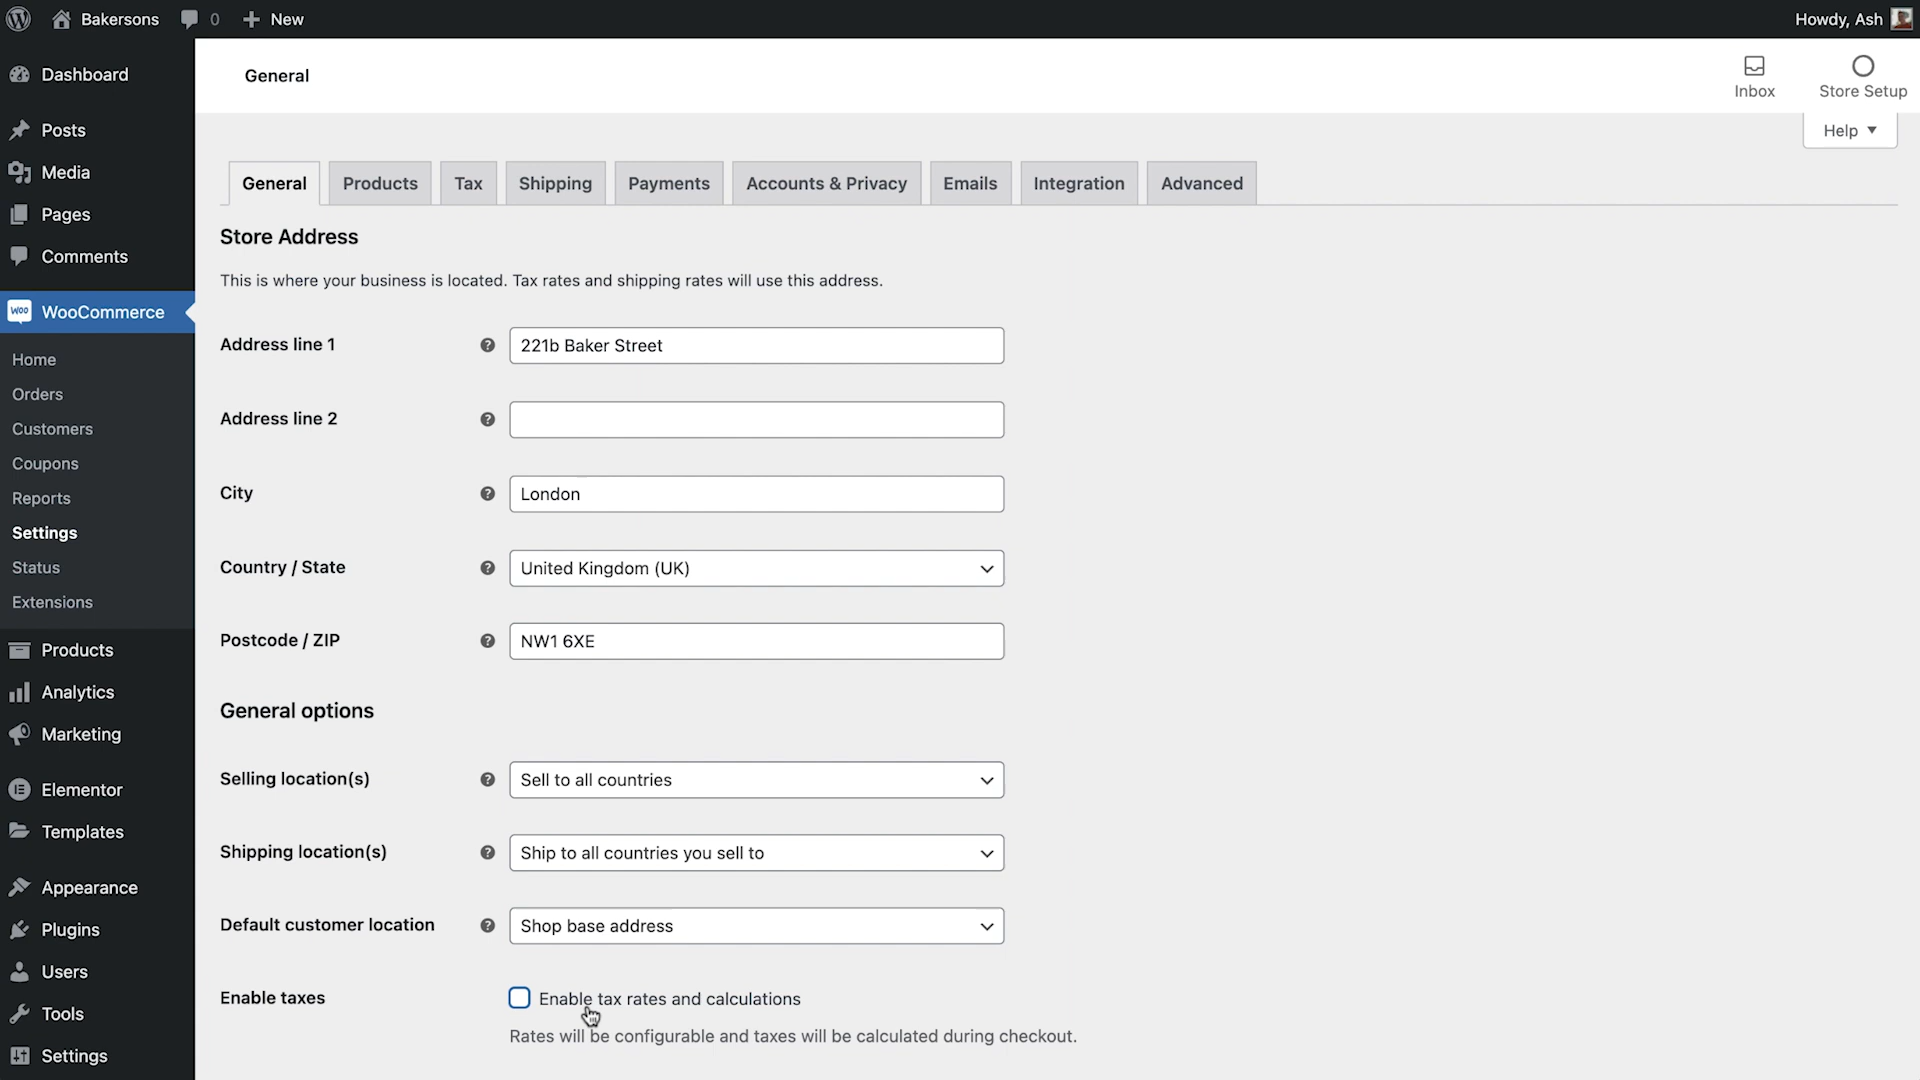 Bakersons
0
New
Howdy, Ash
Dashboard
Posts
Media
Pages
Comments
woo
WooCommerce
Home
Orders
Customers
Coupons
Reports
Settings
Status
Extensions
Products
Analytics
Marketing
Elementor
Templates
Appearance
Plugins
Users
Tools
Settings
General
Inbox
Store Setup
Help
General
Products
Tax
Shipping
Payments
Accounts & Privacy
Emails
Integration
Advanced
Store Address
This is where your business is located. Tax rates and shipping rates will use this address.
Address line 1
221b Baker Street
Address line 2
City
London
Country / State
United Kingdom (UK)
Postcode / ZIP
NW1 6XE
General options
Selling location(s)
Sell to all countries
Shipping location(s)
Ship to all countries you sell to
Default customer location
Shop base address
Enable taxes
Enable tax rates and calculations
Rates will be configurable and taxes will be calculated during checkout.